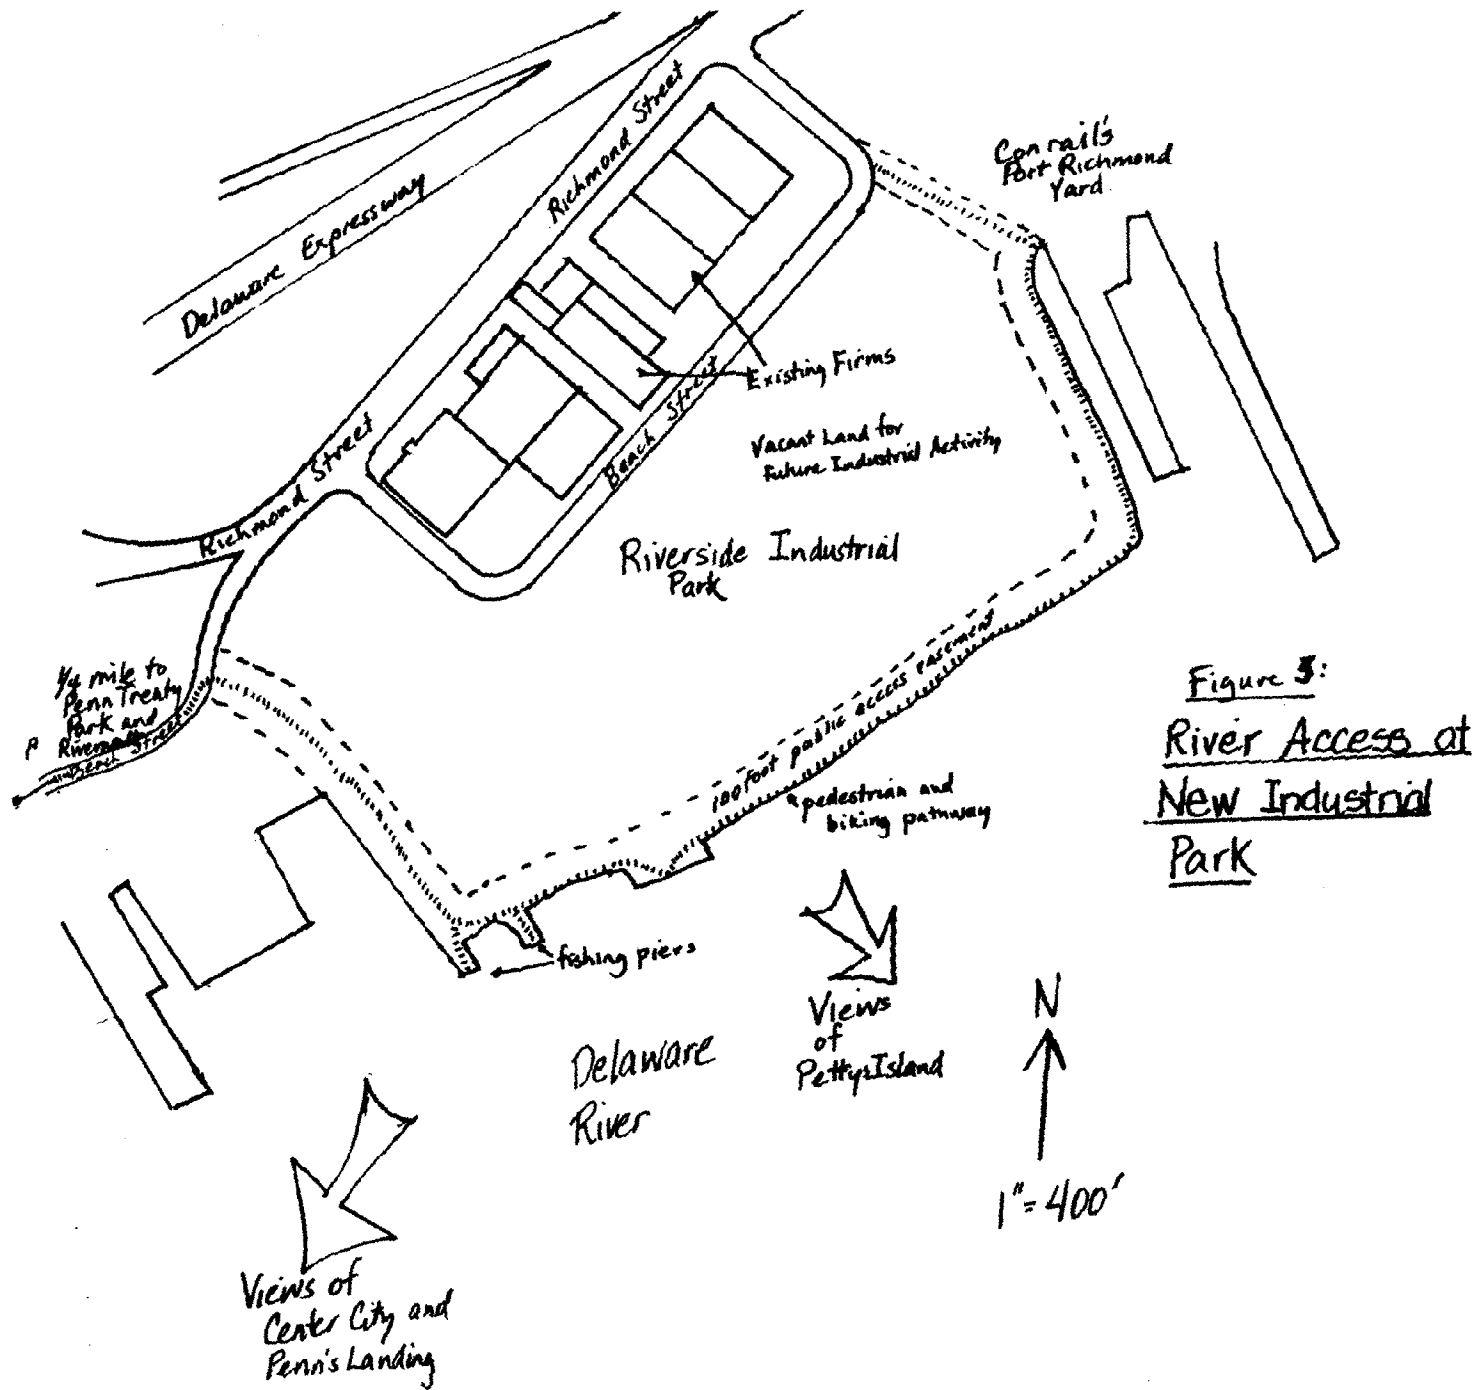 Richmond Street
Conrail's
Port Richmond
Yard
Delaware Expressway
Existing Firms
Beach Street
Vacant Land for
Future Industrial Activity
Richmond Street
Riverside Industrial
Park
1/4 mile to
Penn Treaty
Park and
Beach Street
100 foot public access easement
pedestrian and
biking pathway
Figure 3:
River Access at
New Industrial
Park
fishing piers
Views
of
Pettys Island
N
Delaware
River
1"=400'
Views of
Center City and
Penn's Landing